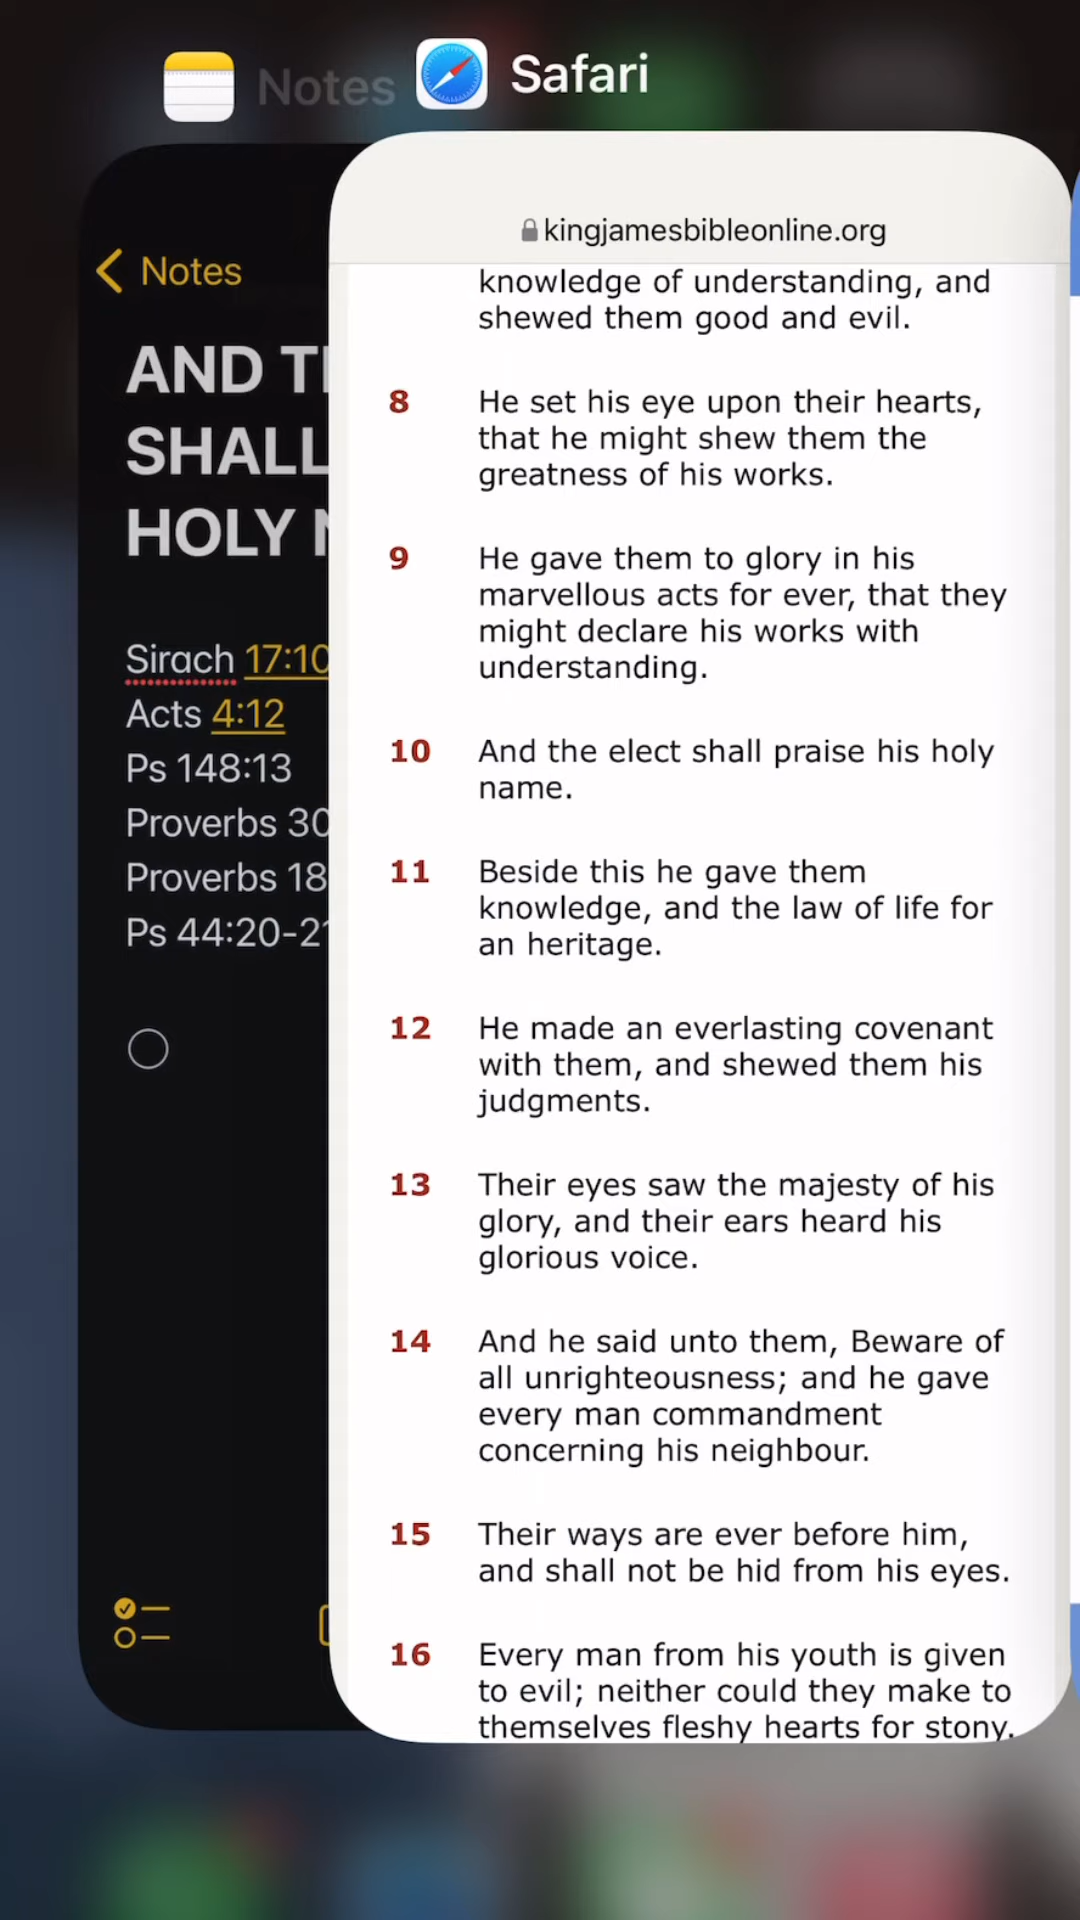 Notes
Safari
Notes
AND
SHALL
HOLY
Sirach 17:10
Acts 4:12
Ps 148:13
Proverbs 30
Proverbs 18
Ps 44:20-21
kingjamesbibleonline.org
knowledge of understanding, and
shewed them good and evil.
8 He set his eye upon their hearts,
that he might shew them the
greatness of his works.
9 He gave them to glory in his
marvellous acts for ever, that they
might declare his works with
understanding.
10 And the elect shall praise his holy
name.
11 Beside this he gave them
knowledge, and the law of life for
an heritage.
12 He made an everlasting covenant
with them, and shewed them his
judgments.
13 Their eyes saw the majesty of his
glory, and their ears heard his
glorious voice.
14 And he said unto them, Beware of
all unrighteousness; and he gave
every man commandment
concerning his neighbour.
15 Their ways are ever before him,
and shall not be hid from his eyes.
16 Every man from his youth is given
to evil; neither could they make to
themselves fleshy hearts for stony.